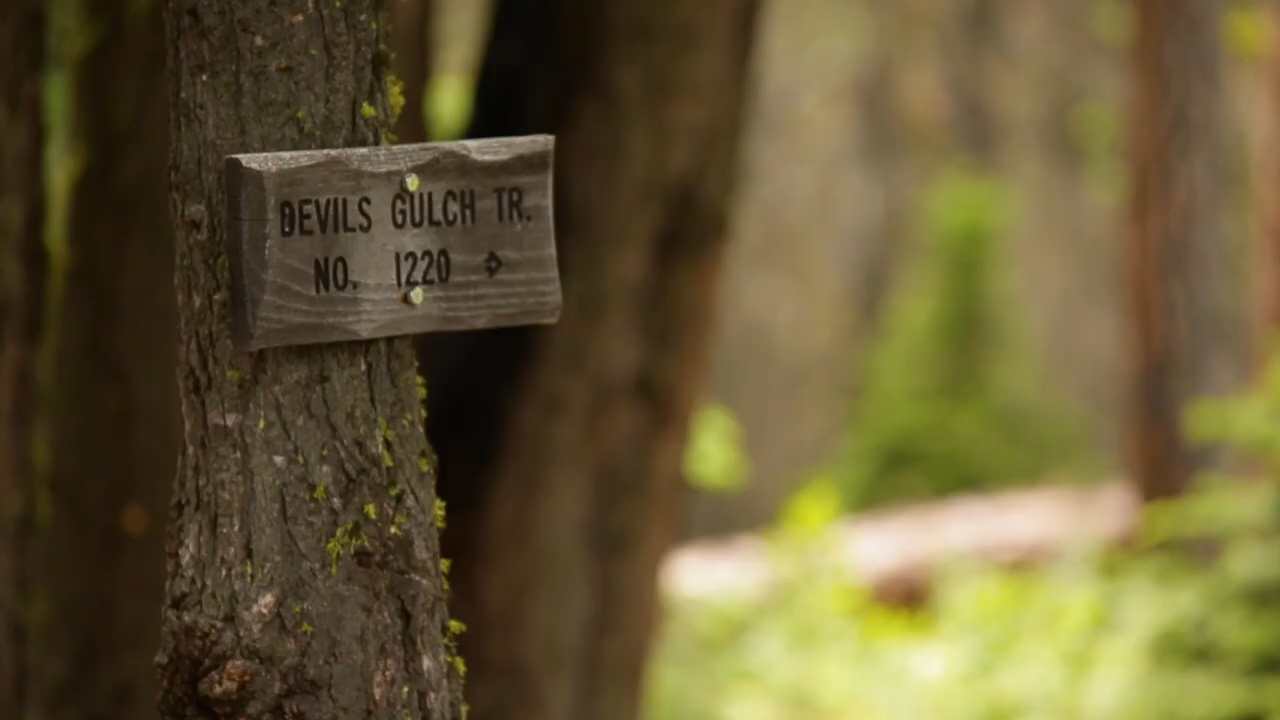 DEVILS GULCH TR.
NO. 1220 →